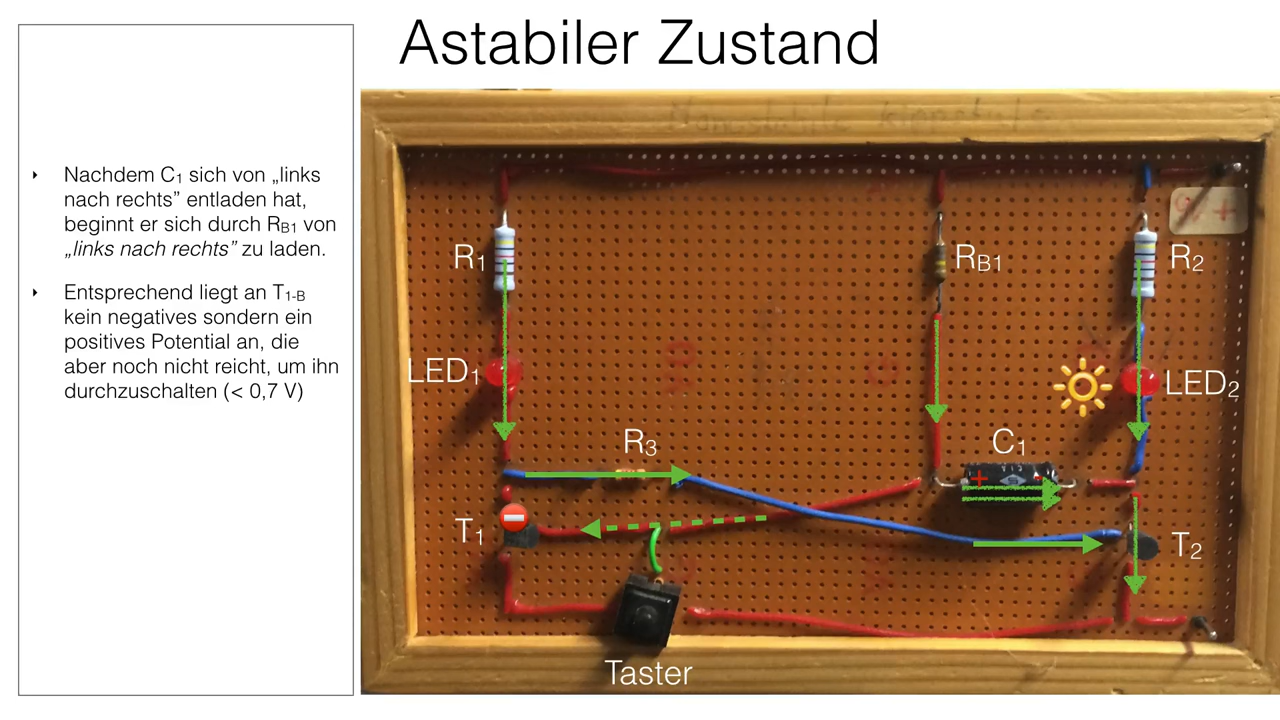 Astabiler Zustand
‣ Nachdem C1 sich von „links
nach rechts” entladen hat,
beginnt er sich durch RB1 von
„links nach rechts” zu laden.
‣ Entsprechend liegt an T1-B
kein negatives sondern ein
positives Potential an, die
aber noch nicht reicht, um ihn
durchzuschalten (< 0,7 V)
R1
RB1
R2
LED1
LED2
R3
C1
+
T1
T2
Taster